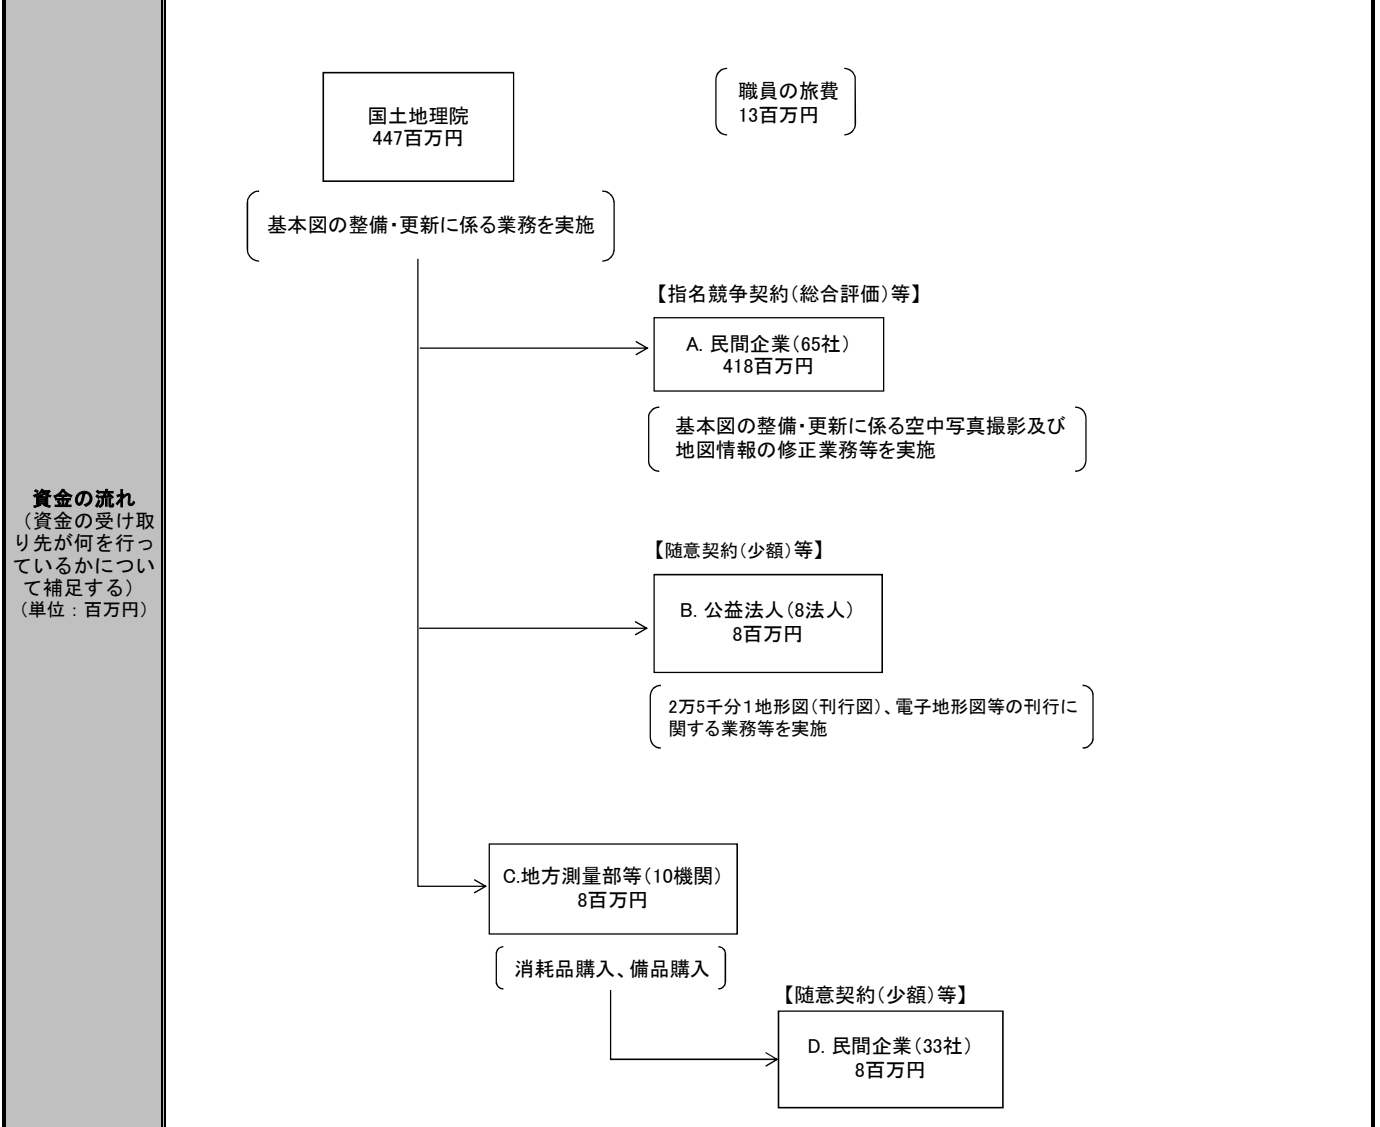 資金の流れ
（資金の受け取
り先が何を行っ
ているかについ
て補足する）
（単位：百万円）
国土地理院
447百万円
職員の旅費
13百万円
基本図の整備・更新に係る業務を実施
【指名競争契約（総合評価）等】
A. 民間企業（65社）
418百万円
基本図の整備・更新に係る空中写真撮影及び
地図情報の修正業務等を実施
【随意契約（少額）等】
B. 公益法人（8法人）
8百万円
2万5千分１地形図（刊行図）、電子地形図等の刊行に
関する業務等を実施
C.地方測量部等（10機関）
8百万円
消耗品購入、備品購入
【随意契約（少額）等】
D. 民間企業（33社）
8百万円